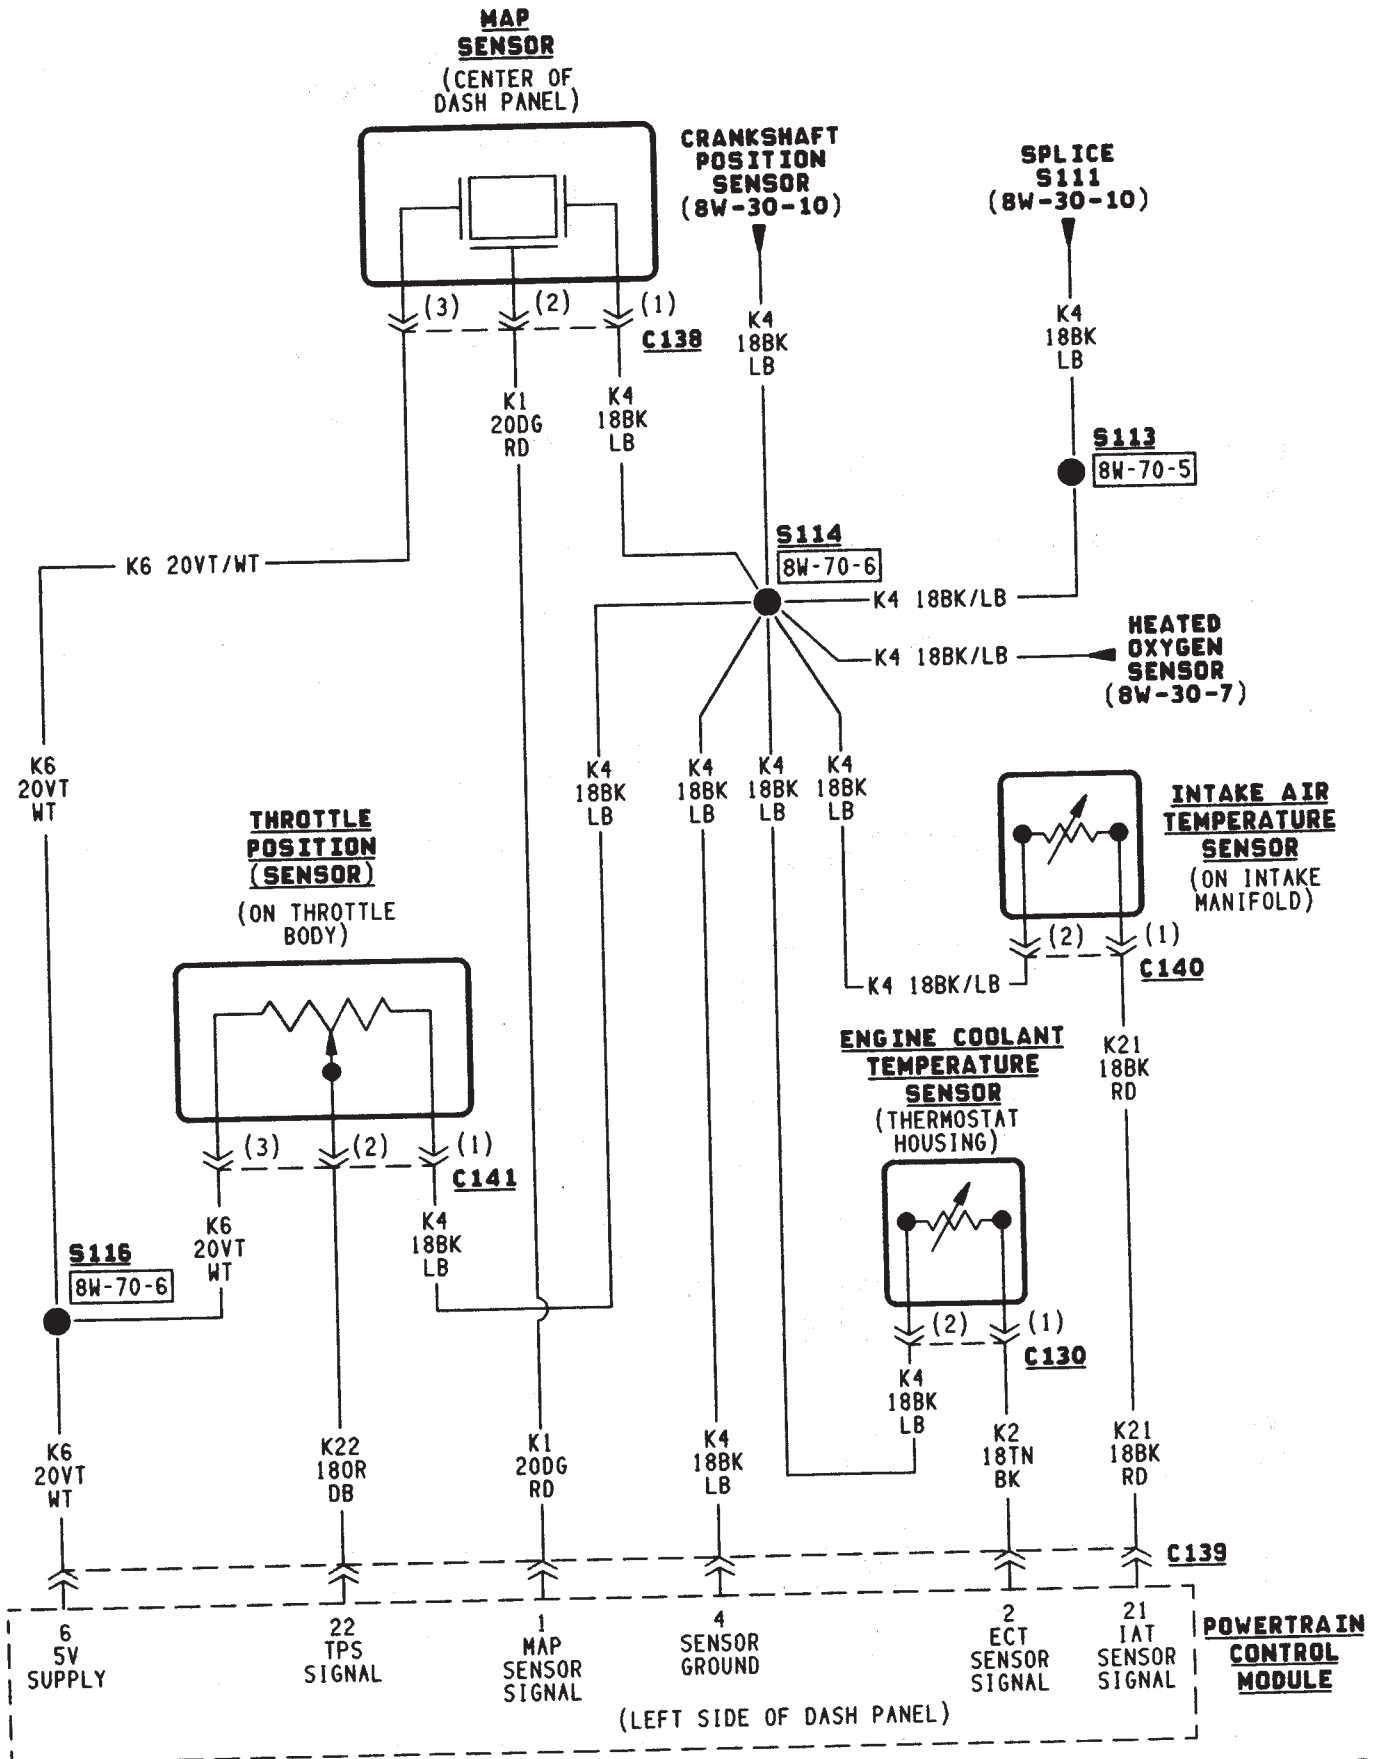 MAP
SENSOR
(CENTER OF
DASH PANEL)
CRANKSHAFT
POSITION
SENSOR
(8W-30-10)
SPLICE
S111
(8W-30-10)
(3)
(2)
(1)
C138
K4
18BK
LB
K4
18BK
LB
K1
20DG
RD
K4
18BK
LB
S113
8W-70-5
S114
8W-70-6
K6 20VT/WT
K4 18BK/LB
K4 18BK/LB
HEATED
OXYGEN
SENSOR
(8W-30-7)
K6
20VT
WT
K4
18BK
LB
K4
18BK
LB
K4
18BK
LB
K4
18BK
LB
THROTTLE
POSITION
(SENSOR)
(ON THROTTLE
BODY)
INTAKE AIR
TEMPERATURE
SENSOR
(ON INTAKE
MANIFOLD)
(2)
(1)
C140
K4 18BK/LB
K21
18BK
RD
ENGINE COOLANT
TEMPERATURE
SENSOR
(THERMOSTAT
HOUSING)
(3)
(2)
(1)
C141
K6
20VT
WT
K4
18BK
LB
S116
8W-70-6
(2)
(1)
C130
K4
18BK
LB
K6
20VT
WT
K22
18OR
DB
K1
20DG
RD
K4
18BK
LB
K2
18TN
BK
K21
18BK
RD
C139
6
5V
SUPPLY
22
TPS
SIGNAL
1
MAP
SENSOR
SIGNAL
4
SENSOR
GROUND
2
ECT
SENSOR
SIGNAL
21
IAT
SENSOR
SIGNAL
POWERTRAIN
CONTROL
MODULE
(LEFT SIDE OF DASH PANEL)